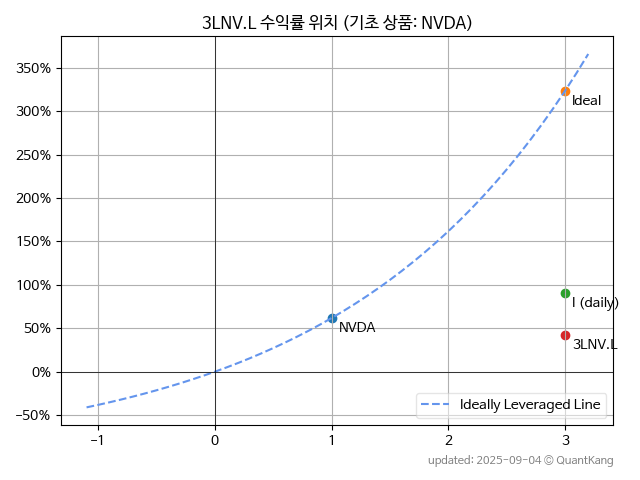 3LNV.L 수익률 위치 (기초 상품: NVDA)
350%
300%
250%
200%
150%
100%
50%
0%
−50%
Ideal
I (daily)
NVDA
3LNV.L
Ideally Leveraged Line
−1
0
1
2
3
updated: 2025-09-04 © QuantKang